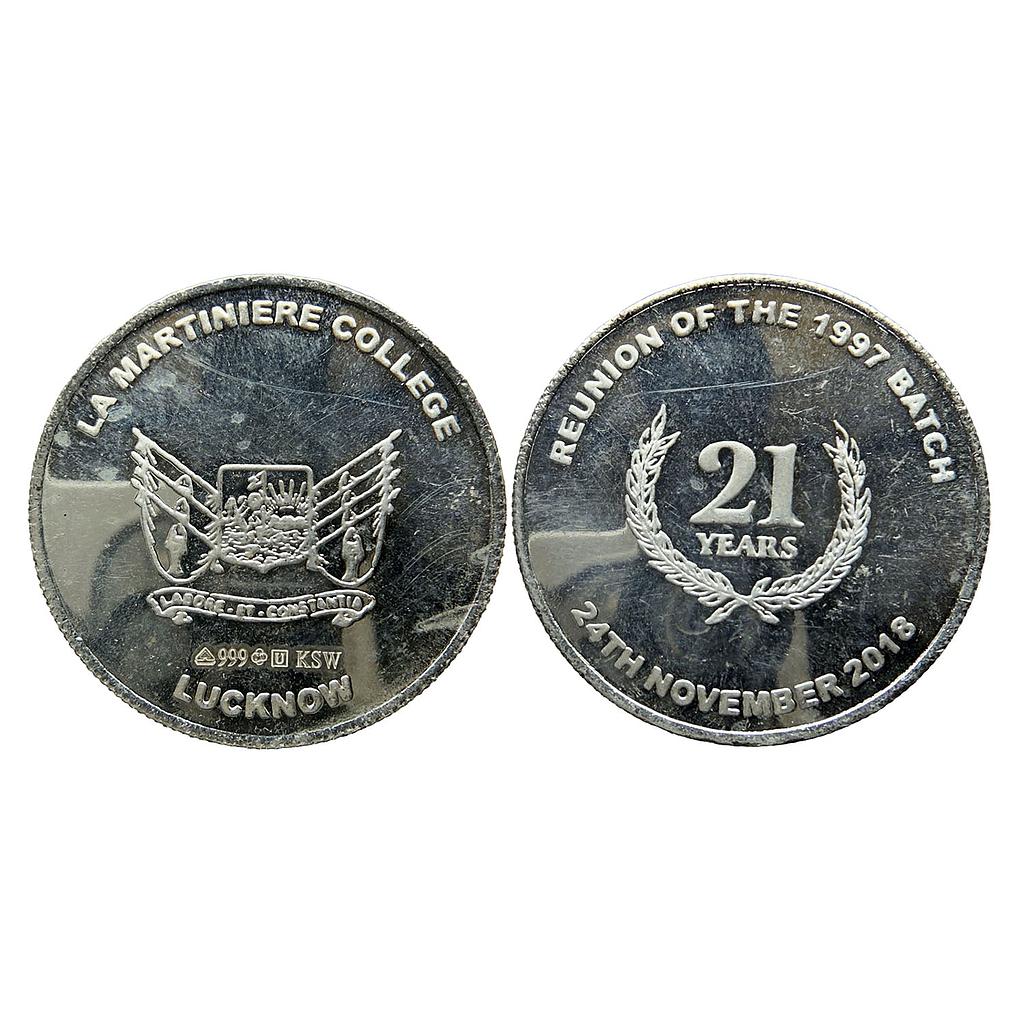 LA MARTINIERE COLLEGE
LABORE · ET · CONSTANTIA
999 U KSW
LUCKNOW
REUNION OF THE 1997 BATCH
21
YEARS
24TH NOVEMBER 2018